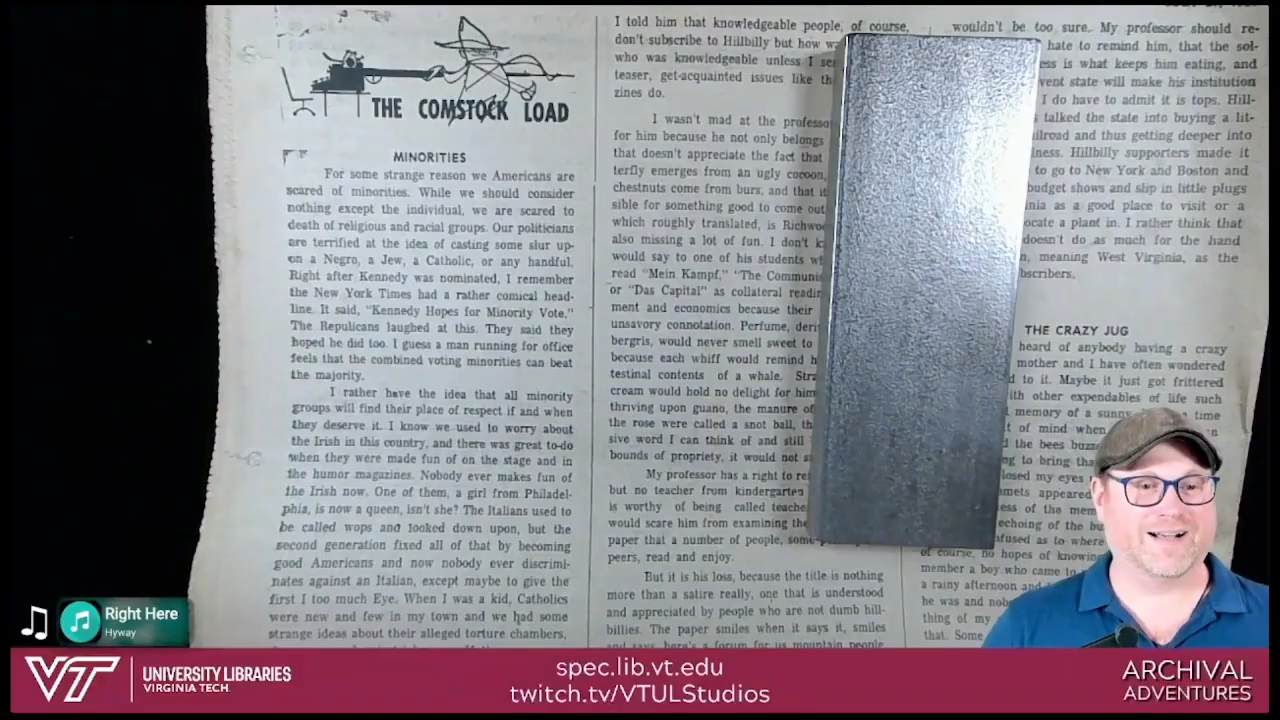 THE COMSTOCK LOAD
MINORITIES
For some strange reason we Americans are
scared of minorities. While we should consider
nothing except the individual, we are scared to
death of religious and racial groups. Our politicians
are terrified at the idea of casting some slur up-
on a Negro, a Jew, a Catholic, or any handful.
Right after Kennedy was nominated, I remember
the New York Times had a rather comical head-
line. It said, "Kennedy Hopes for Minority Vote."
The Repulicans laughed at this. They said they
hoped he did too. I guess a man running for office
feels that the combined voting minorities can beat
the majority.
I rather have the idea that all minority
groups will find their place of respect if and when
they deserve it. I know we used to worry about
the Irish in this country, and there was great to-do
when they were made fun of on the stage and in
the humor magazines. Nobody ever makes fun of
the Irish now. One of them, a girl from Philadel-
phia, is now a queen, isn't she? The Italians used to
be called wops and looked down upon, but the
second generation fixed all of that by becoming
good Americans and now nobody ever discrimi-
nates against an Italian, except maybe to give the
first I too much Eye. When I was a kid, Catholics
were new and few in my town and we had some
strange ideas about their alleged torture chambers,
I told him that knowledgeable people, of course,
don't subscribe to Hillbilly but how
who was knowledgeable unless I
teaser, get-acquainted issues like
zines do.
I wasn't mad at the
for him because he not only belongs
that doesn't appreciate the fact that
terfly emerges from an ugly cocoon,
chestnuts come from burs, and that
sible for something good to come out
which roughly translated, is
also missing a lot of fun. I don't
would say to one of his students
read "Mein Kampf," "The
or "Das Capital" as collateral
ment and economics because their
unsavory connotation. Perfume,
bergris, would never smell sweet to
because each whiff would remind
testinal contents of a whale.
cream would hold no delight for him
thriving upon guano, the manure of
the rose were called a snot ball,
sive word I can think of and still
bounds of propriety, it would not
My professor has a right to
but no teacher from kindergarten
is worthy of being called
would scare him from examining the
paper that a number of people,
peers, read and enjoy.
But it is his loss, because the title is nothing
more than a satire really, one that is understood
and appreciated by people who are not dumb hill-
billies. The paper smiles when it says it, smiles
and says, here's a forum for us mountain people
wouldn't be too sure. My professor should re-
hate to remind him, that the sol-
ess is what keeps him eating, and
vent state will make his institution
I do have to admit it is tops. Hill-
talked the state into buying a lit-
ilroad and thus getting deeper into
iness. Hillbilly supporters made it
to go to New York and Boston and
budget shows and slip in little plugs
nia as a good place to visit or a
ocate a plant in. I rather think that
doesn't do as much for the hand
n, meaning West Virginia, as the
bscribers.
THE CRAZY JUG
heard of anybody having a crazy
mother and I have often wondered
d to it. Maybe it just got frittered
ith other expendables of life such
memory of a sunny time
t of mind when
d the bees
ng to bring
losed my eyes
mets appeared
ess of the
echoing of the
fused as to where
of course, no hopes of
member a boy who came to
a rainy afternoon
he was and
thing of my
that. Some
Right Here
Hyway
VT
UNIVERSITY LIBRARIES
VIRGINIA TECH.
spec.lib.vt.edu
twitch.tv/VTULStudios
ARCHIVAL
ADVENTURES